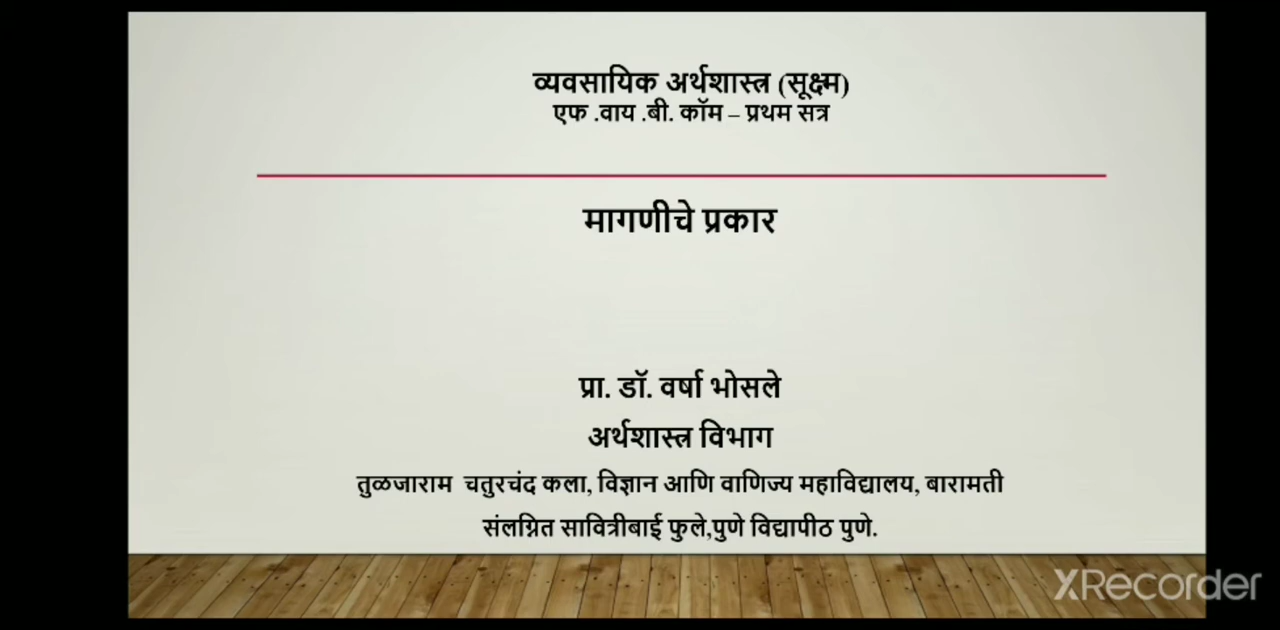 व्यवसायिक अर्थशास्त्र (सूक्ष्म)
एफ .वाय .बी. कॉम – प्रथम सत्र
मागणीचे प्रकार
प्रा. डॉ. वर्षा भोसले
अर्थशास्त्र विभाग
तुळजाराम चतुरचंद कला, विज्ञान आणि वाणिज्य महाविद्यालय, बारामती
संलग्नित सावित्रीबाई फुले,पुणे विद्यापीठ पुणे.
XRecorder